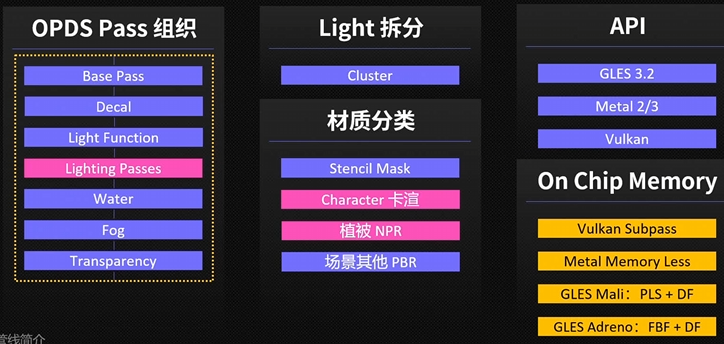 OPDS Pass 组织
Base Pass
Decal
Light Function
Lighting Passes
Water
Fog
Transparency
Light 拆分
Cluster
材质分类
Stencil Mask
Character 卡渲
植被 NPR
场景其他 PBR
API
GLES 3.2
Metal 2/3
Vulkan
On Chip Memory
Vulkan Subpass
Metal Memory Less
GLES Mali：PLS + DF
GLES Adreno：FBF + DF
管线简介